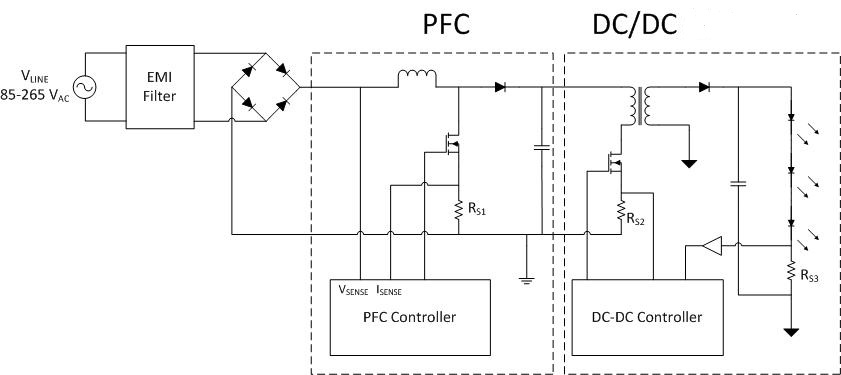 PFC
DC/DC
VLINE
85-265 VAC
EMI
Filter
RS1
RS2
RS3
VSENSE ISENSE
PFC Controller
DC-DC Controller